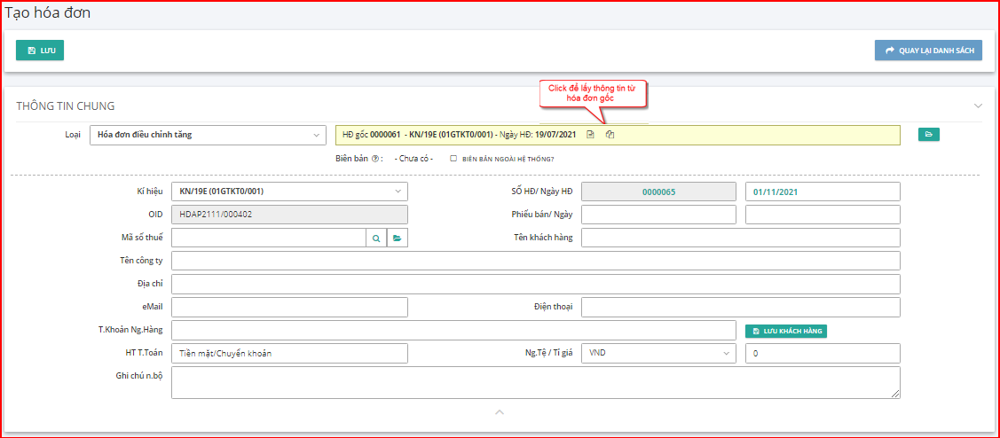 Tạo hóa đơn
LƯU
QUAY LẠI DANH SÁCH
Click để lấy thông tin từ
hóa đơn gốc
THÔNG TIN CHUNG
Loại Hóa đơn điều chỉnh tăng HĐ gốc 0000061 - KN/19E (01GTKT0/001) - Ngày HĐ: 19/07/2021
Biên bản ? : - Chưa có - BIÊN BẢN NGOÀI HỆ THỐNG?
Kí hiệu KN/19E (01GTKT0/001) SỐ HĐ/ Ngày HĐ 0000065 01/11/2021
OID HDAP2111/000402 Phiếu bán/ Ngày
Mã số thuế Tên khách hàng
Tên công ty
Địa chỉ
eMail Điện thoại
T.Khoản Ng.Hàng LƯU KHÁCH HÀNG
HT T.Toán Tiền mặt/Chuyển khoản Ng.Tệ / Tỉ giá VND 0
Ghi chú n.bộ